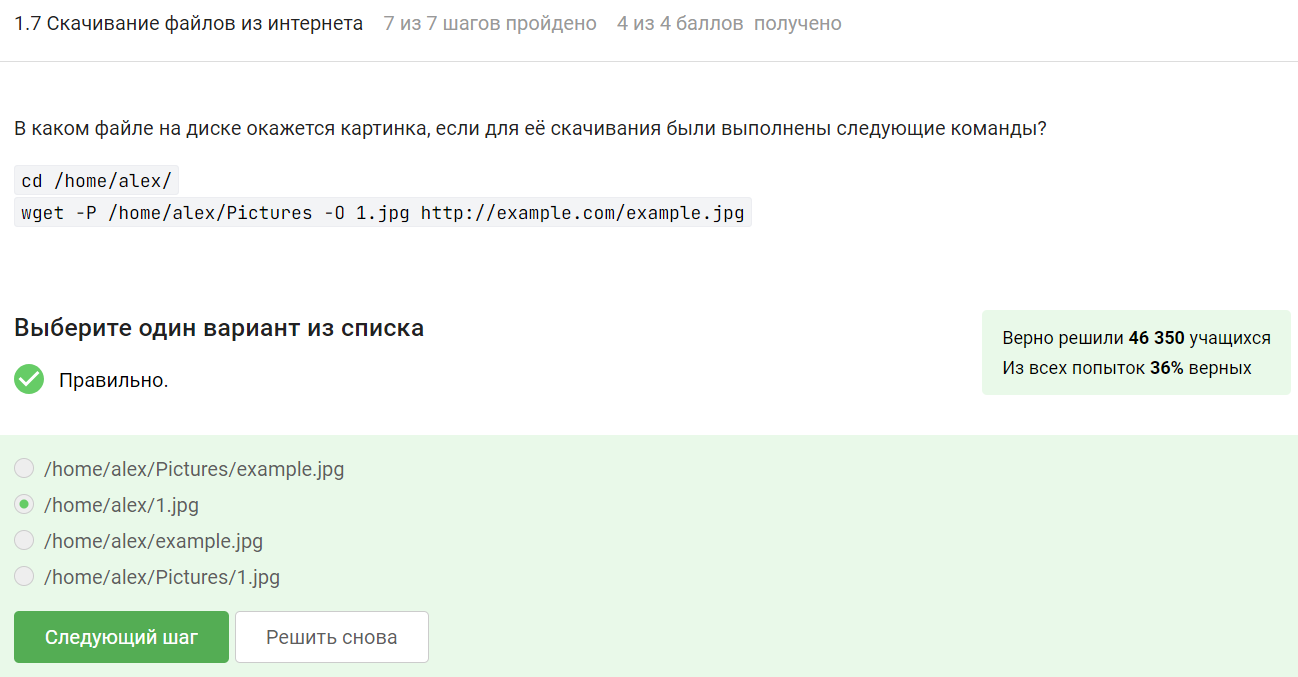 1.7 Скачивание файлов из интернета 7 из 7 шагов пройдено 4 из 4 баллов получено
В каком файле на диске окажется картинка, если для её скачивания были выполнены следующие команды?
cd /home/alex/
wget -P /home/alex/Pictures -O 1.jpg http://example.com/example.jpg
Выберите один вариант из списка
Правильно.
Верно решили 46 350 учащихся
Из всех попыток 36% верных
/home/alex/Pictures/example.jpg
/home/alex/1.jpg
/home/alex/example.jpg
/home/alex/Pictures/1.jpg
Следующий шаг
Решить снова